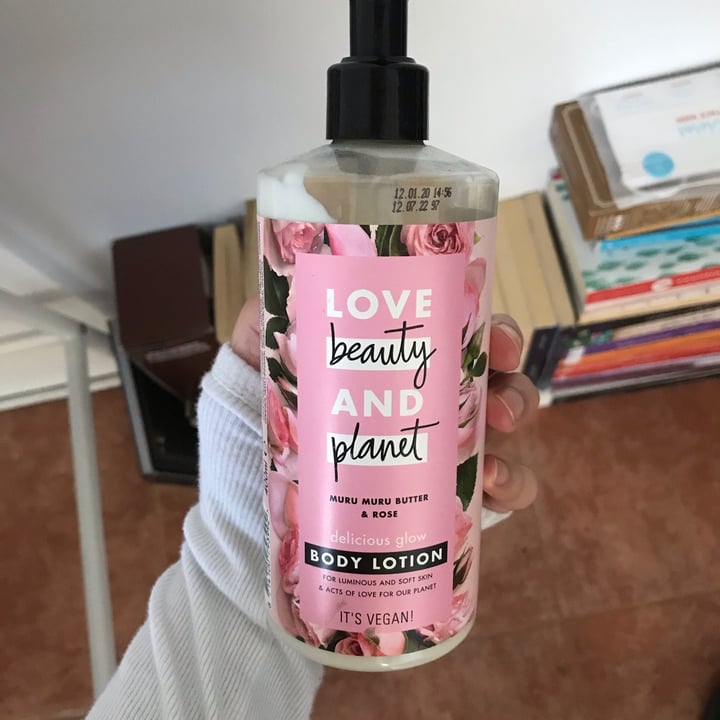 12.01.20 14:56
12.07.22 97
LOVE
beauty
AND
planet
MURU MURU BUTTER
& ROSE
delicious glow
BODY LOTION
FOR LUMINOUS AND SOFT SKIN
& ACTS OF LOVE FOR OUR PLANET
IT'S VEGAN!